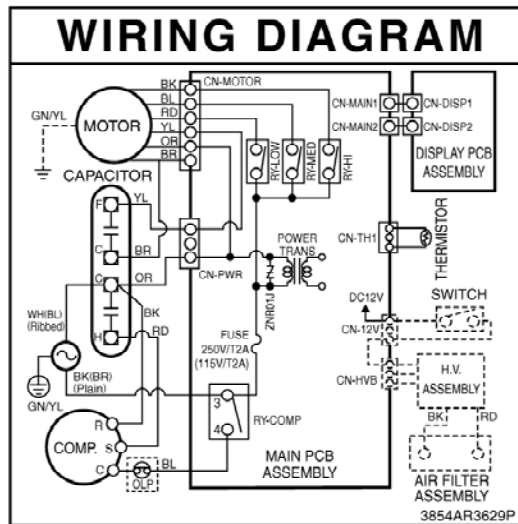 WIRING DIAGRAM
GN/YL
MOTOR
BK
BL
RD
YL
OR
BR
CN-MOTOR
CN-MAIN1
CN-MAIN2
CN-DISP1
CN-DISP2
DISPLAY PCB
ASSEMBLY
RY-LOW
RY-MED
RY-HI
CAPACITOR
F
YL
C
BR
C
OR
H
RD
BK
CN-PWR
POWER
TRANS
ZNR01J
CN-TH1
THERMISTOR
DC12V
SWITCH
CN-12V
WH(BL)
(Ribbed)
BK(BR)
(Plain)
GN/YL
FUSE
250V/T2A
(115V/T2A)
CN-HVB
H.V.
ASSEMBLY
BK
RD
3
4
RY-COMP
R
COMP.
S
C
OLP
BL
MAIN PCB
ASSEMBLY
AIR FILTER
ASSEMBLY
3854AR3629P